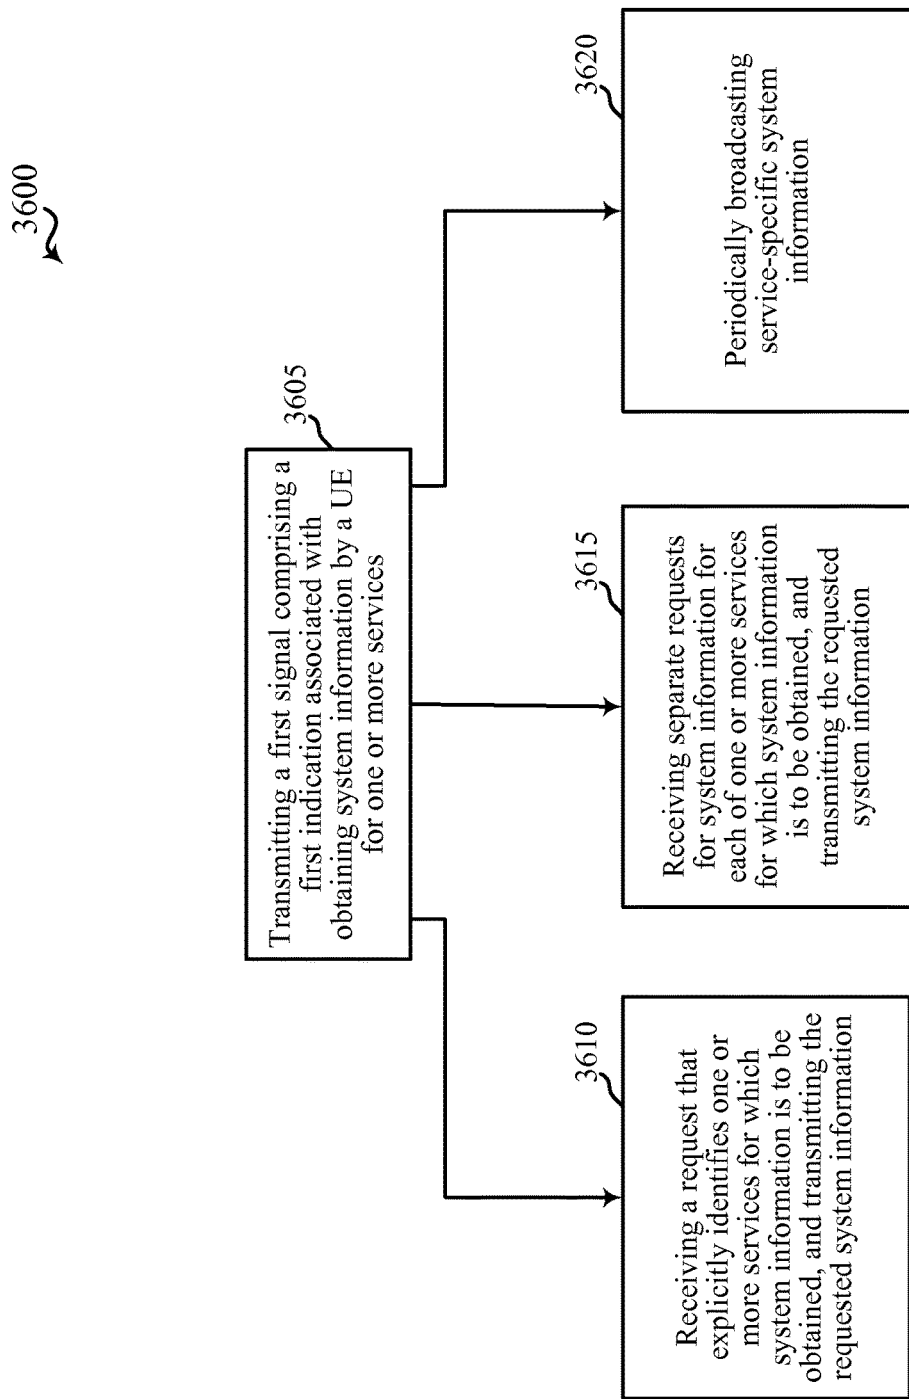 3600
3605
Transmitting a first signal comprising a
first indication associated with
obtaining system information by a UE
for one or more services
3610
Receiving a request that
explicitly identifies one or
more services for which
system information is to be
obtained, and transmitting the
requested system information
3615
Receiving separate requests
for system information for
each of one or more services
for which system information
is to be obtained, and
transmitting the requested
system information
3620
Periodically broadcasting
service-specific system
information